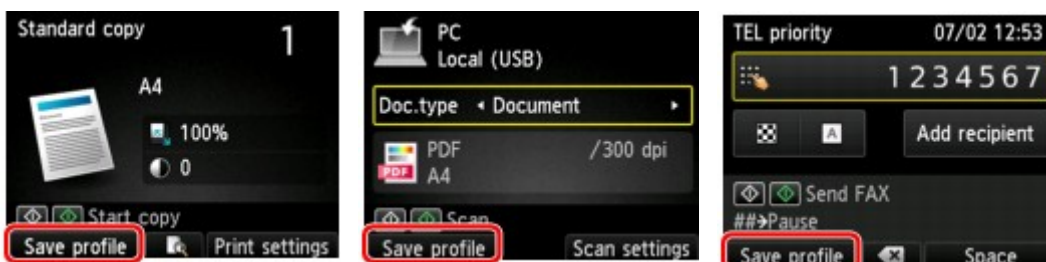 Standard copy 1
A4
100%
0
Start copy
Save profile Print settings
PC
Local (USB)
Doc.type Document
PDF /300 dpi
PDF A4
Scan
Save profile Scan settings
TEL priority 07/02 12:53
1234567
A Add recipient
Send FAX
##→Pause
Save profile Space